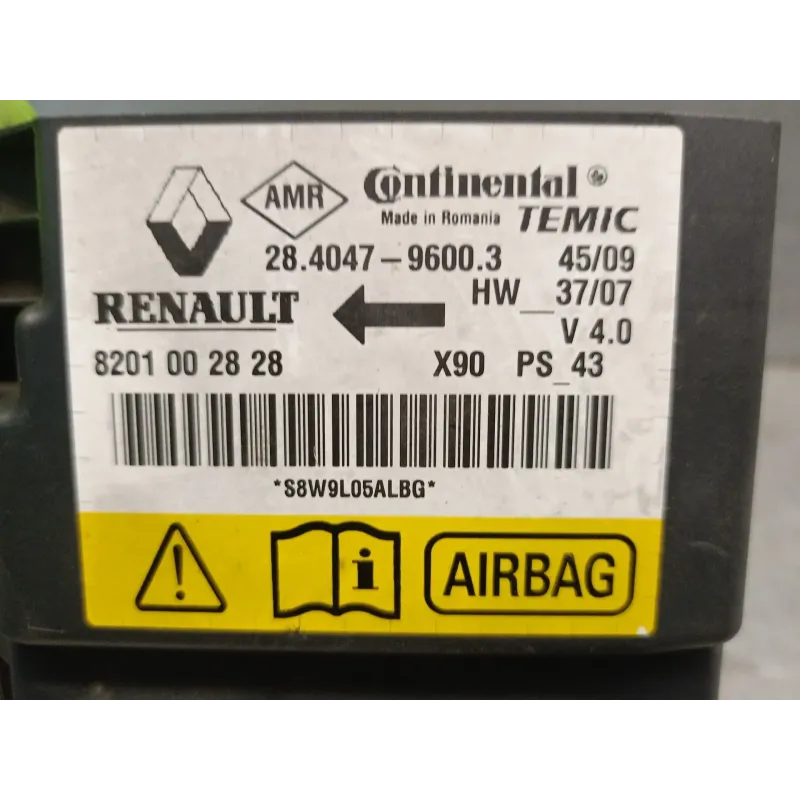 AMR Continental
Made in Romania TEMIC
28.4047-9600.3 45/09
RENAULT HW__37/07
V 4.0
8201 00 28 28 X90 PS_43
*S8W9L05ALBG*
! i AIRBAG